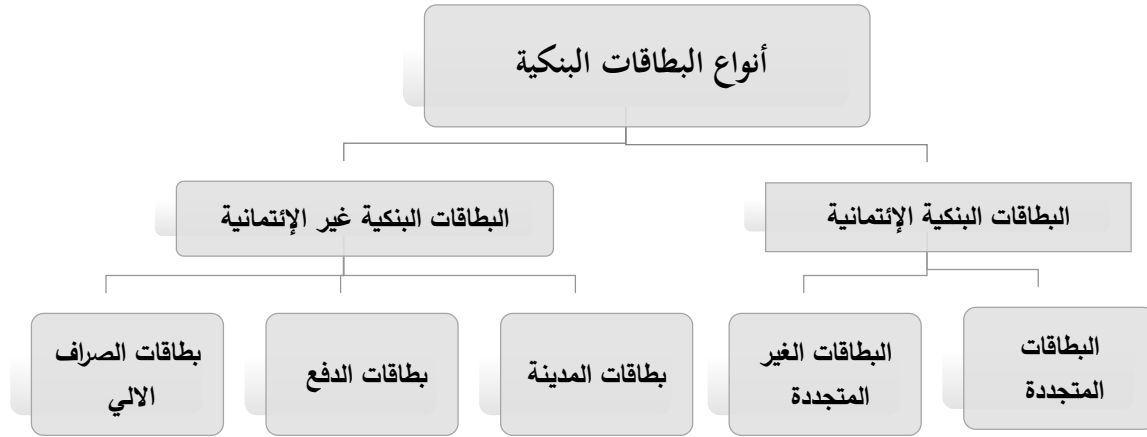 أنواع البطاقات البنكية
البطاقات البنكية الإئتمانية
البطاقات البنكية غير الإئتمانية
البطاقات
المتجددة
البطاقات الغير
المتجددة
بطاقات المدينة
بطاقات الدفع
بطاقات الصراف
الالي